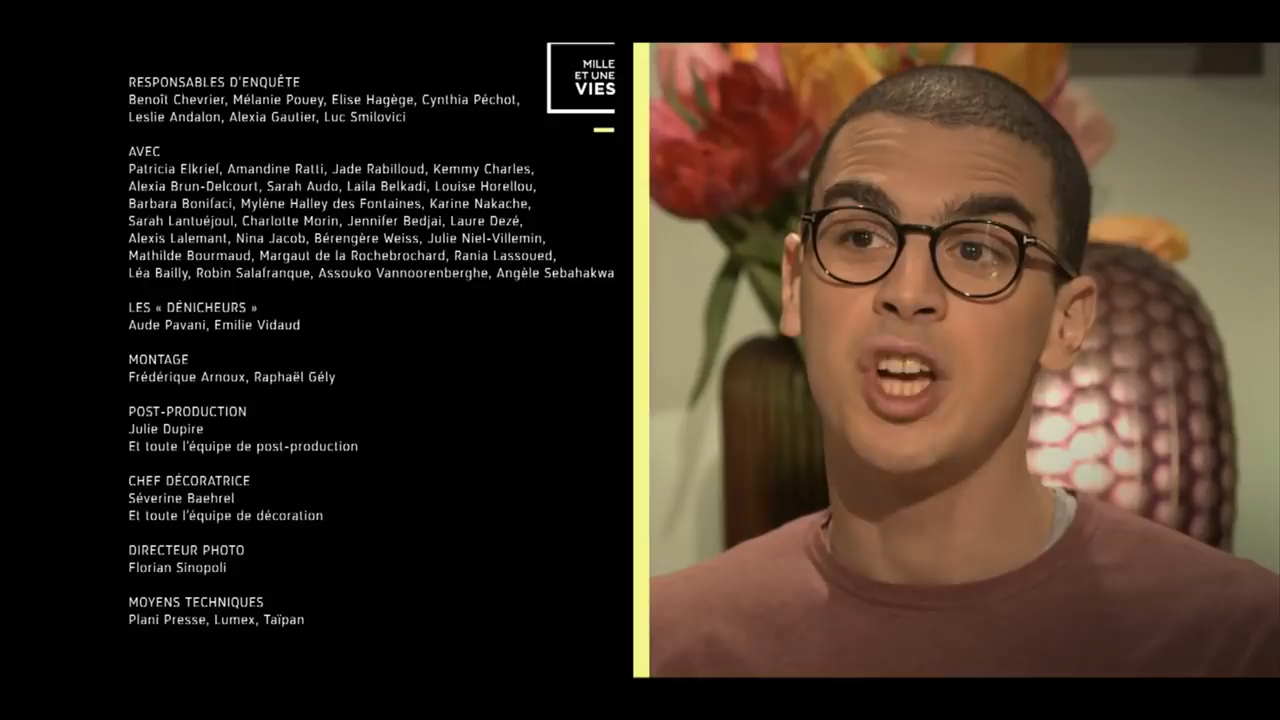 MILLE
ET UNE
VIES
RESPONSABLES D'ENQUÊTE
Benoît Chevrier, Mélanie Pouey, Elise Hagège, Cynthia Péchot,
Leslie Andalon, Alexia Gautier, Luc Smilovici
AVEC
Patricia Elkrief, Amandine Ratti, Jade Rabilloud, Kemmy Charles,
Alexia Brun-Delcourt, Sarah Audo, Laila Belkadi, Louise Horellou,
Barbara Bonifaci, Mylène Halley des Fontaines, Karine Nakache,
Sarah Lantuéjoul, Charlotte Morin, Jennifer Bedjai, Laure Dezé,
Alexis Lalemant, Nina Jacob, Bérengère Weiss, Julie Niel-Villemin,
Mathilde Bourmaud, Margaut de la Rochebrochard, Rania Lassoued,
Léa Bailly, Robin Salafranque, Assouko Vannoorenberghe, Angèle Sebahakwa
LES « DÉNICHEURS »
Aude Pavani, Emilie Vidaud
MONTAGE
Frédérique Arnoux, Raphaël Gély
POST-PRODUCTION
Julie Dupire
Et toute l'équipe de post-production
CHEF DÉCORATRICE
Séverine Baehrel
Et toute l'équipe de décoration
DIRECTEUR PHOTO
Florian Sinopoli
MOYENS TECHNIQUES
Plani Presse, Lumex, Taïpan